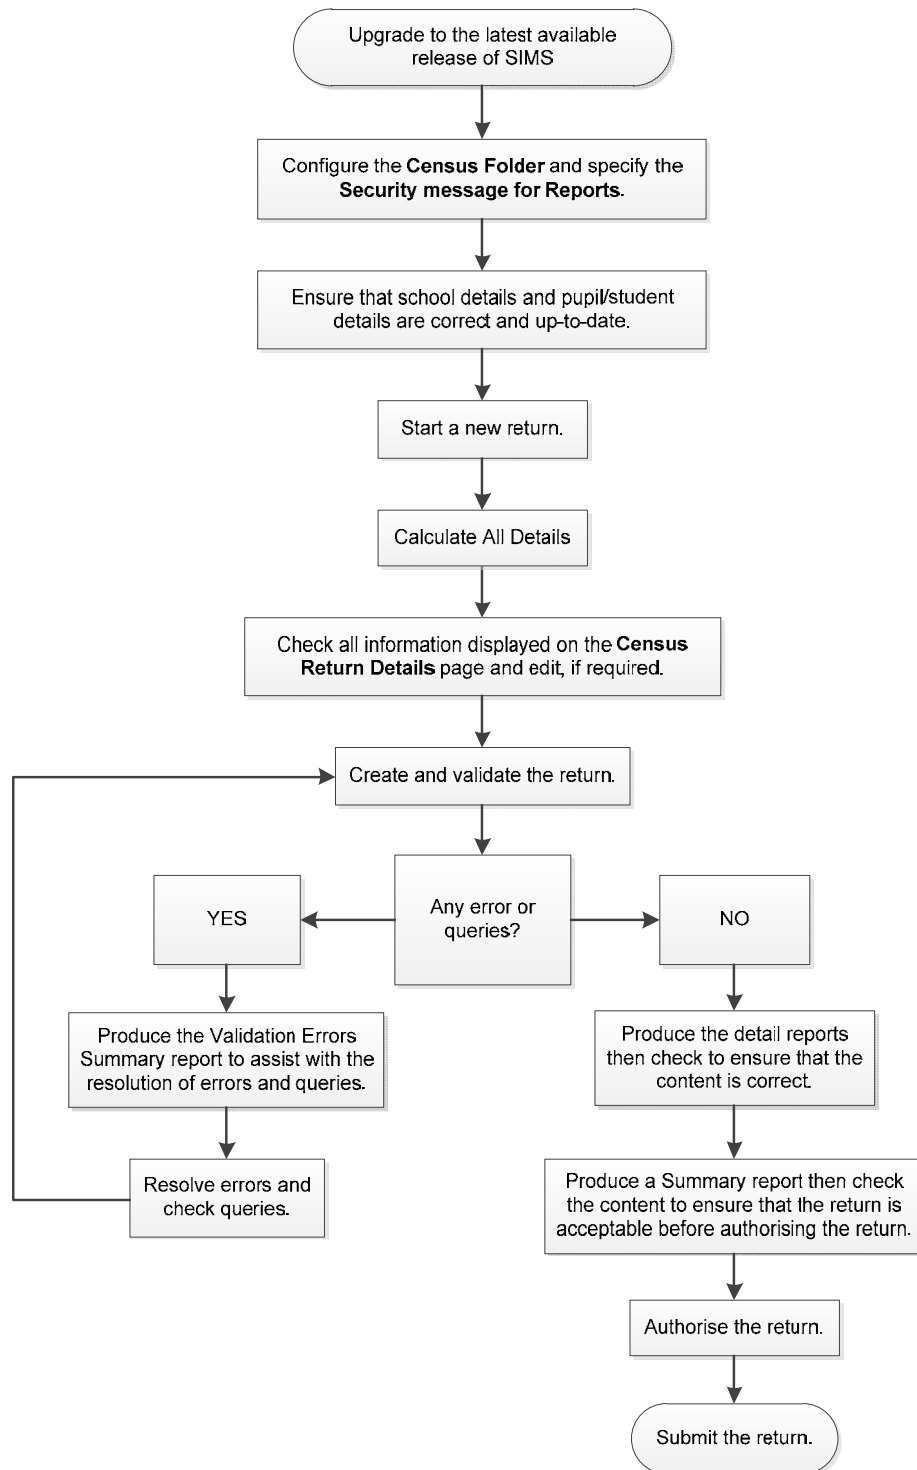 Upgrade to the latest available
release of SIMS
Configure the Census Folder and specify the
Security message for Reports.
Ensure that school details and pupil/student
details are correct and up-to-date.
Start a new return.
Calculate All Details
Check all information displayed on the Census
Return Details page and edit, if required.
Create and validate the return.
Any error or
queries?
YES
NO
Produce the Validation Errors
Summary report to assist with the
resolution of errors and queries.
Resolve errors and
check queries.
Produce the detail reports
then check to ensure that the
content is correct.
Produce a Summary report then check
the content to ensure that the return is
acceptable before authorising the return.
Authorise the return.
Submit the return.